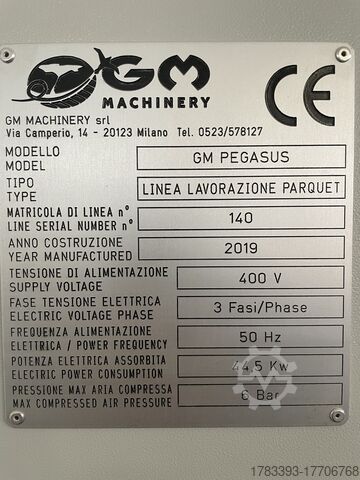 GM
MACHINERY
CE
GM MACHINERY srl
Via Camperio, 14 - 20123 Milano Tel. 0523/578127
MODELLO
MODEL
GM PEGASUS
TIPO
TYPE
LINEA LAVORAZIONE PARQUET
MATRICOLA DI LINEA n°
LINE SERIAL NUMBER n°
140
ANNO COSTRUZIONE
YEAR MANUFACTURED
2019
TENSIONE DI ALIMENTAZIONE
SUPPLY VOLTAGE
400 V
FASE TENSIONE ELETTRICA
ELECTRIC VOLTAGE PHASE
3 Fasi/Phase
FREQUENZA ALIMENTAZIONE
ELETTRICA / POWER FREQUENCY
50 Hz
POTENZA ELETTRICA ASSORBITA
ELECTRIC POWER CONSUMPTION
44,5 Kw
PRESSIONE MAX ARIA COMPRESSA
MAX COMPRESSED AIR PRESSURE
6 Bar
1783393-17706768